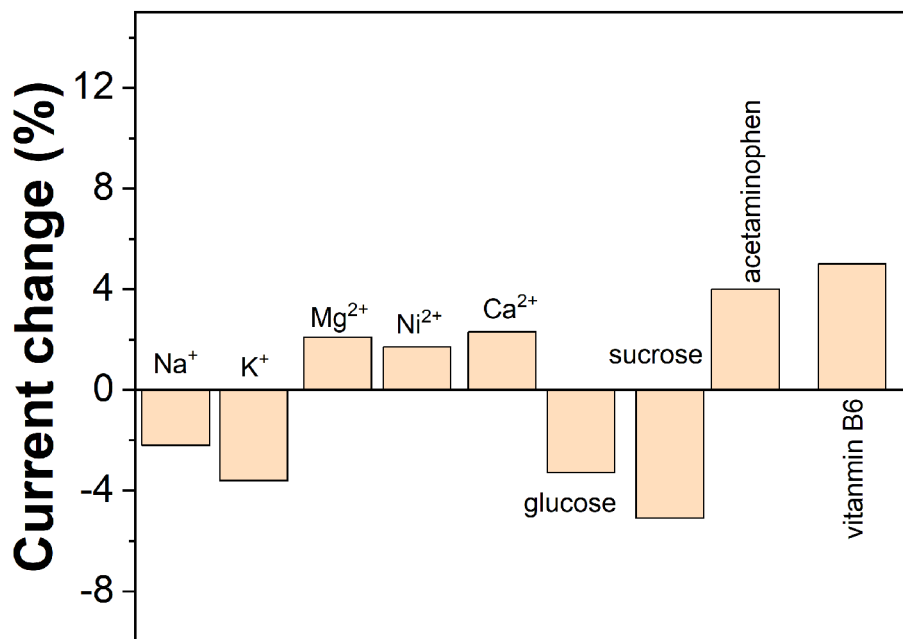 Current change (%)
12
8
4
0
-4
-8
Na⁺
K⁺
Mg²⁺
Ni²⁺
Ca²⁺
glucose
sucrose
acetaminophen
vitanmin B6